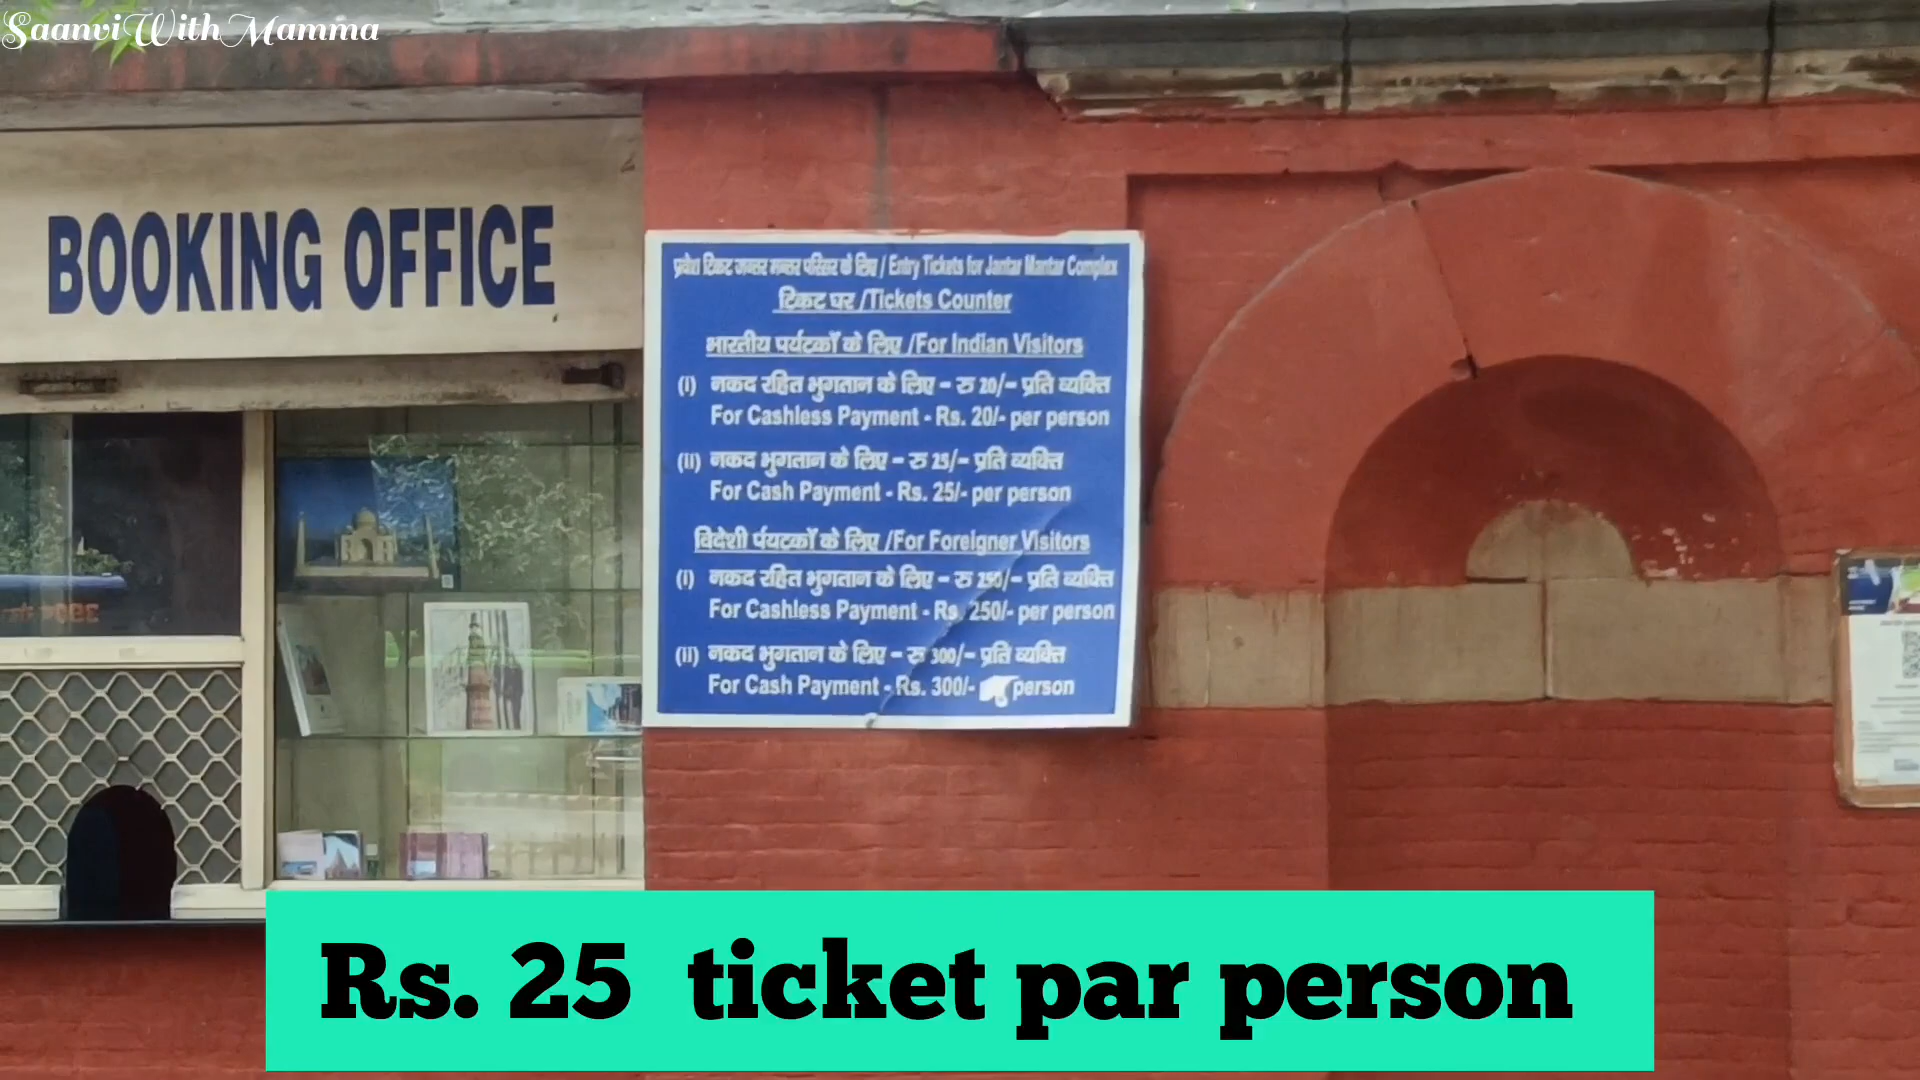 SaanviWithMamma
BOOKING OFFICE
प्रवेश टिकट जन्तर मन्तर परिसर के लिए / Entry Tickets for Jantar Mantar Complex
टिकट घर /Tickets Counter
भारतीय पर्यटकों के लिए /For Indian Visitors
(i) नकद रहित भुगतान के लिए - रु 20/- प्रति व्यक्ति
For Cashless Payment - Rs. 20/- per person
(ii) नकद भुगतान के लिए - रु 25/- प्रति व्यक्ति
For Cash Payment - Rs. 25/- per person
विदेशी पर्यटकों के लिए /For Foreigner Visitors
(i) नकद रहित भुगतान के लिए - रु 250/- प्रति व्यक्ति
For Cashless Payment - Rs. 250/- per person
(ii) नकद भुगतान के लिए - रु 300/- प्रति व्यक्ति
For Cash Payment - Rs. 300/- person
Rs. 25 ticket par person